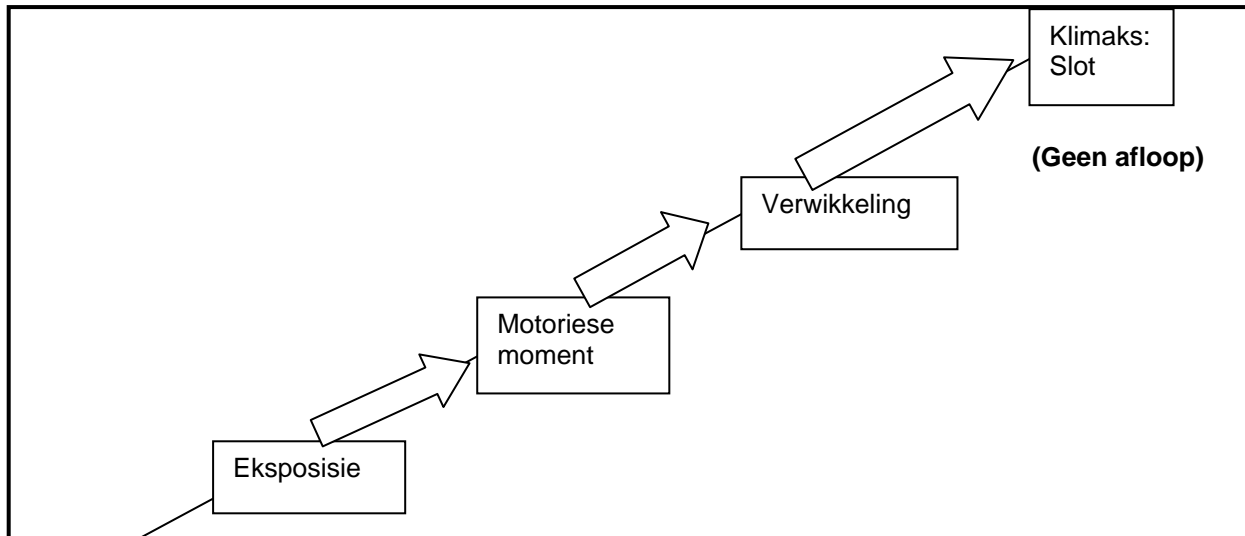 Klimaks:
Slot
(Geen afloop)
Verwikkeling
Motoriese
moment
Eksposisie